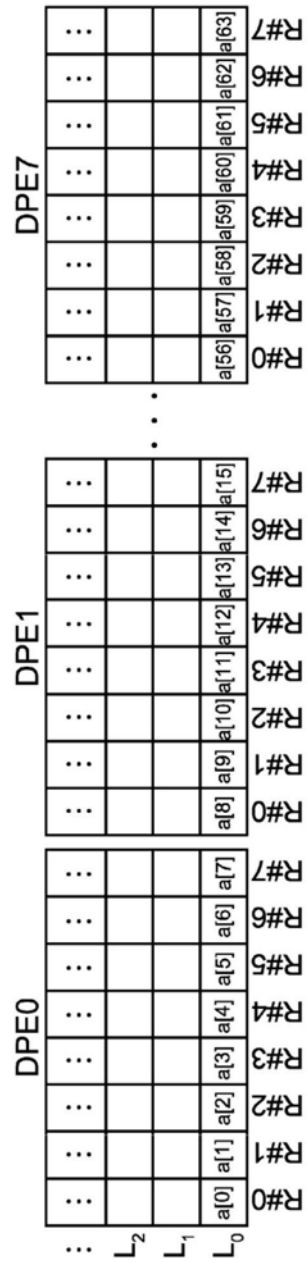 DPE0 DPE1 ... DPE7
... ... ... ... ... ... ... ... ... ... ... ... ... ... ... ... ... ... ... ... ... ... ... ... ...
L₂
L₁
L₀ a[0] a[1] a[2] a[3] a[4] a[5] a[6] a[7] a[8] a[9] a[10] a[11] a[12] a[13] a[14] a[15] a[56] a[57] a[58] a[59] a[60] a[61] a[62] a[63]
R#0 R#1 R#2 R#3 R#4 R#5 R#6 R#7 R#0 R#1 R#2 R#3 R#4 R#5 R#6 R#7 R#0 R#1 R#2 R#3 R#4 R#5 R#6 R#7